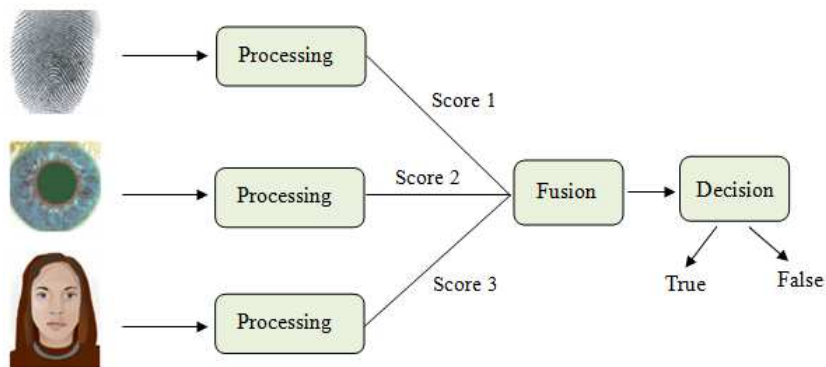 Processing
Score 1
Processing
Score 2
Fusion
Decision
True
False
Processing
Score 3